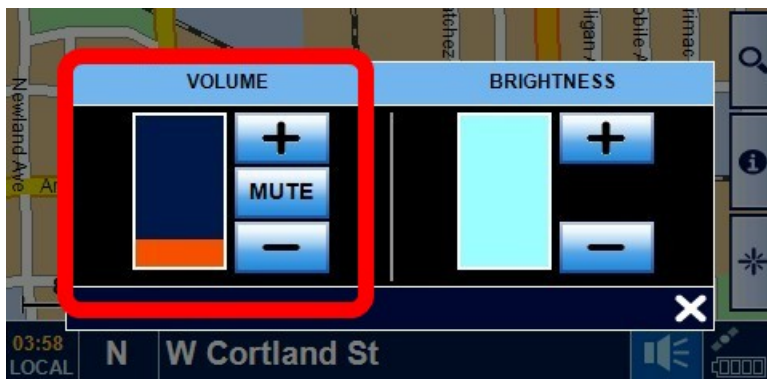 VOLUME
BRIGHTNESS
MUTE
Newland Ave
03:58
LOCAL
N
W Cortland St